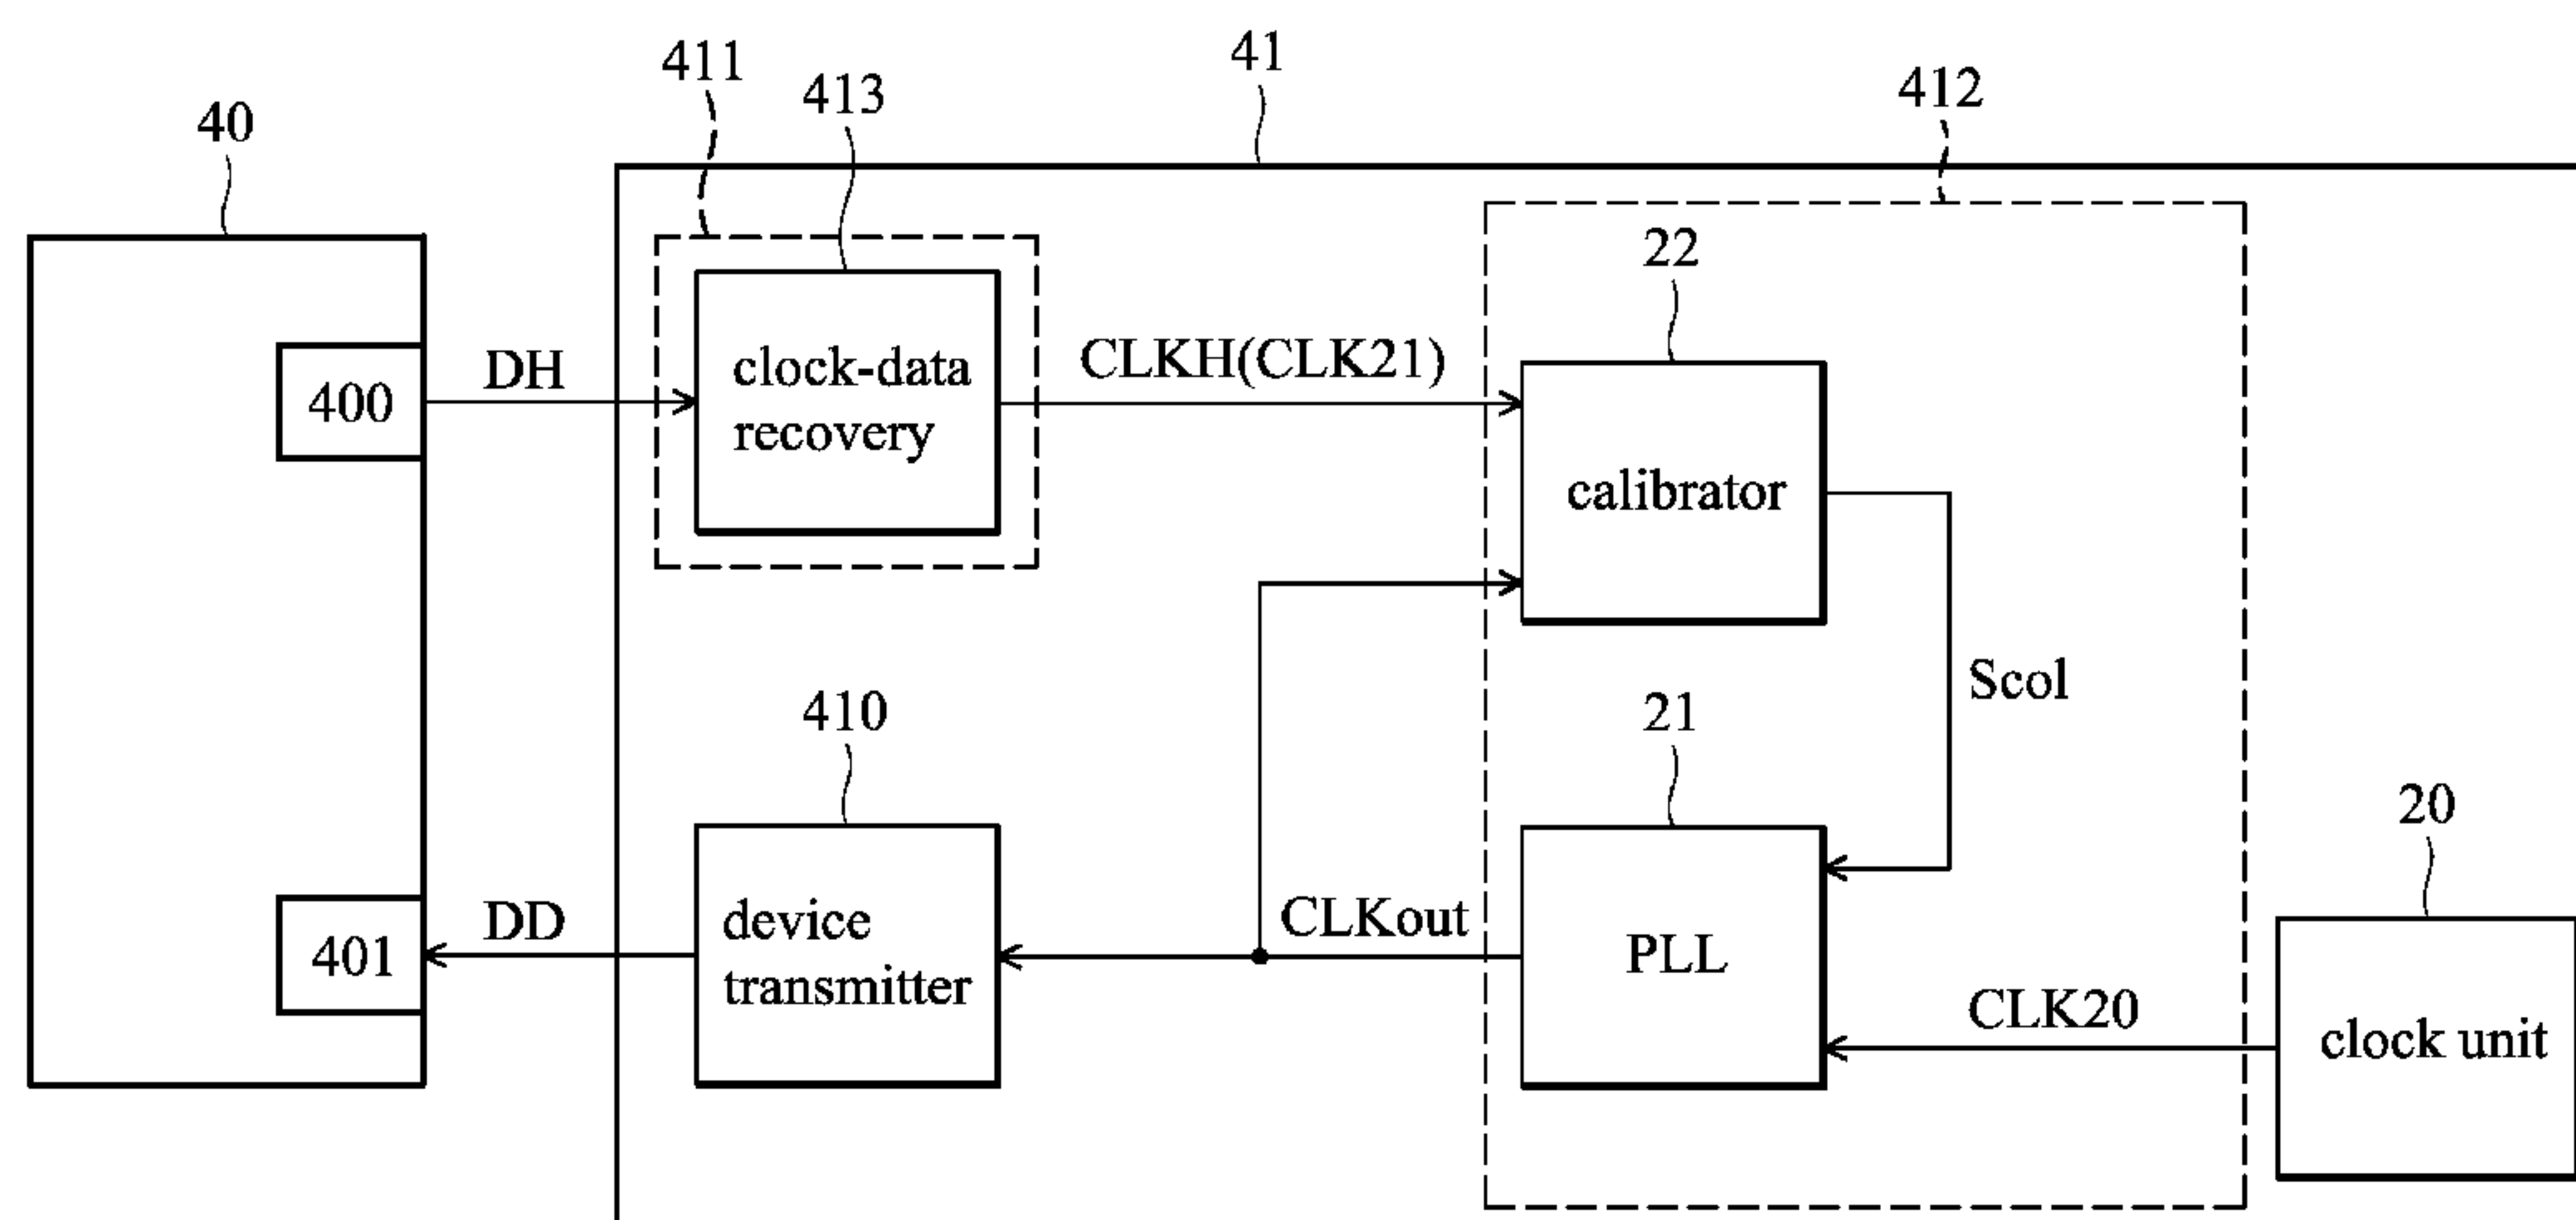 41
411
412
413
40
22
400
DH
clock-data
recovery
CLKH(CLK21)
calibrator
Scol
410
21
20
401
DD
device
transmitter
CLKout
PLL
CLK20
clock unit